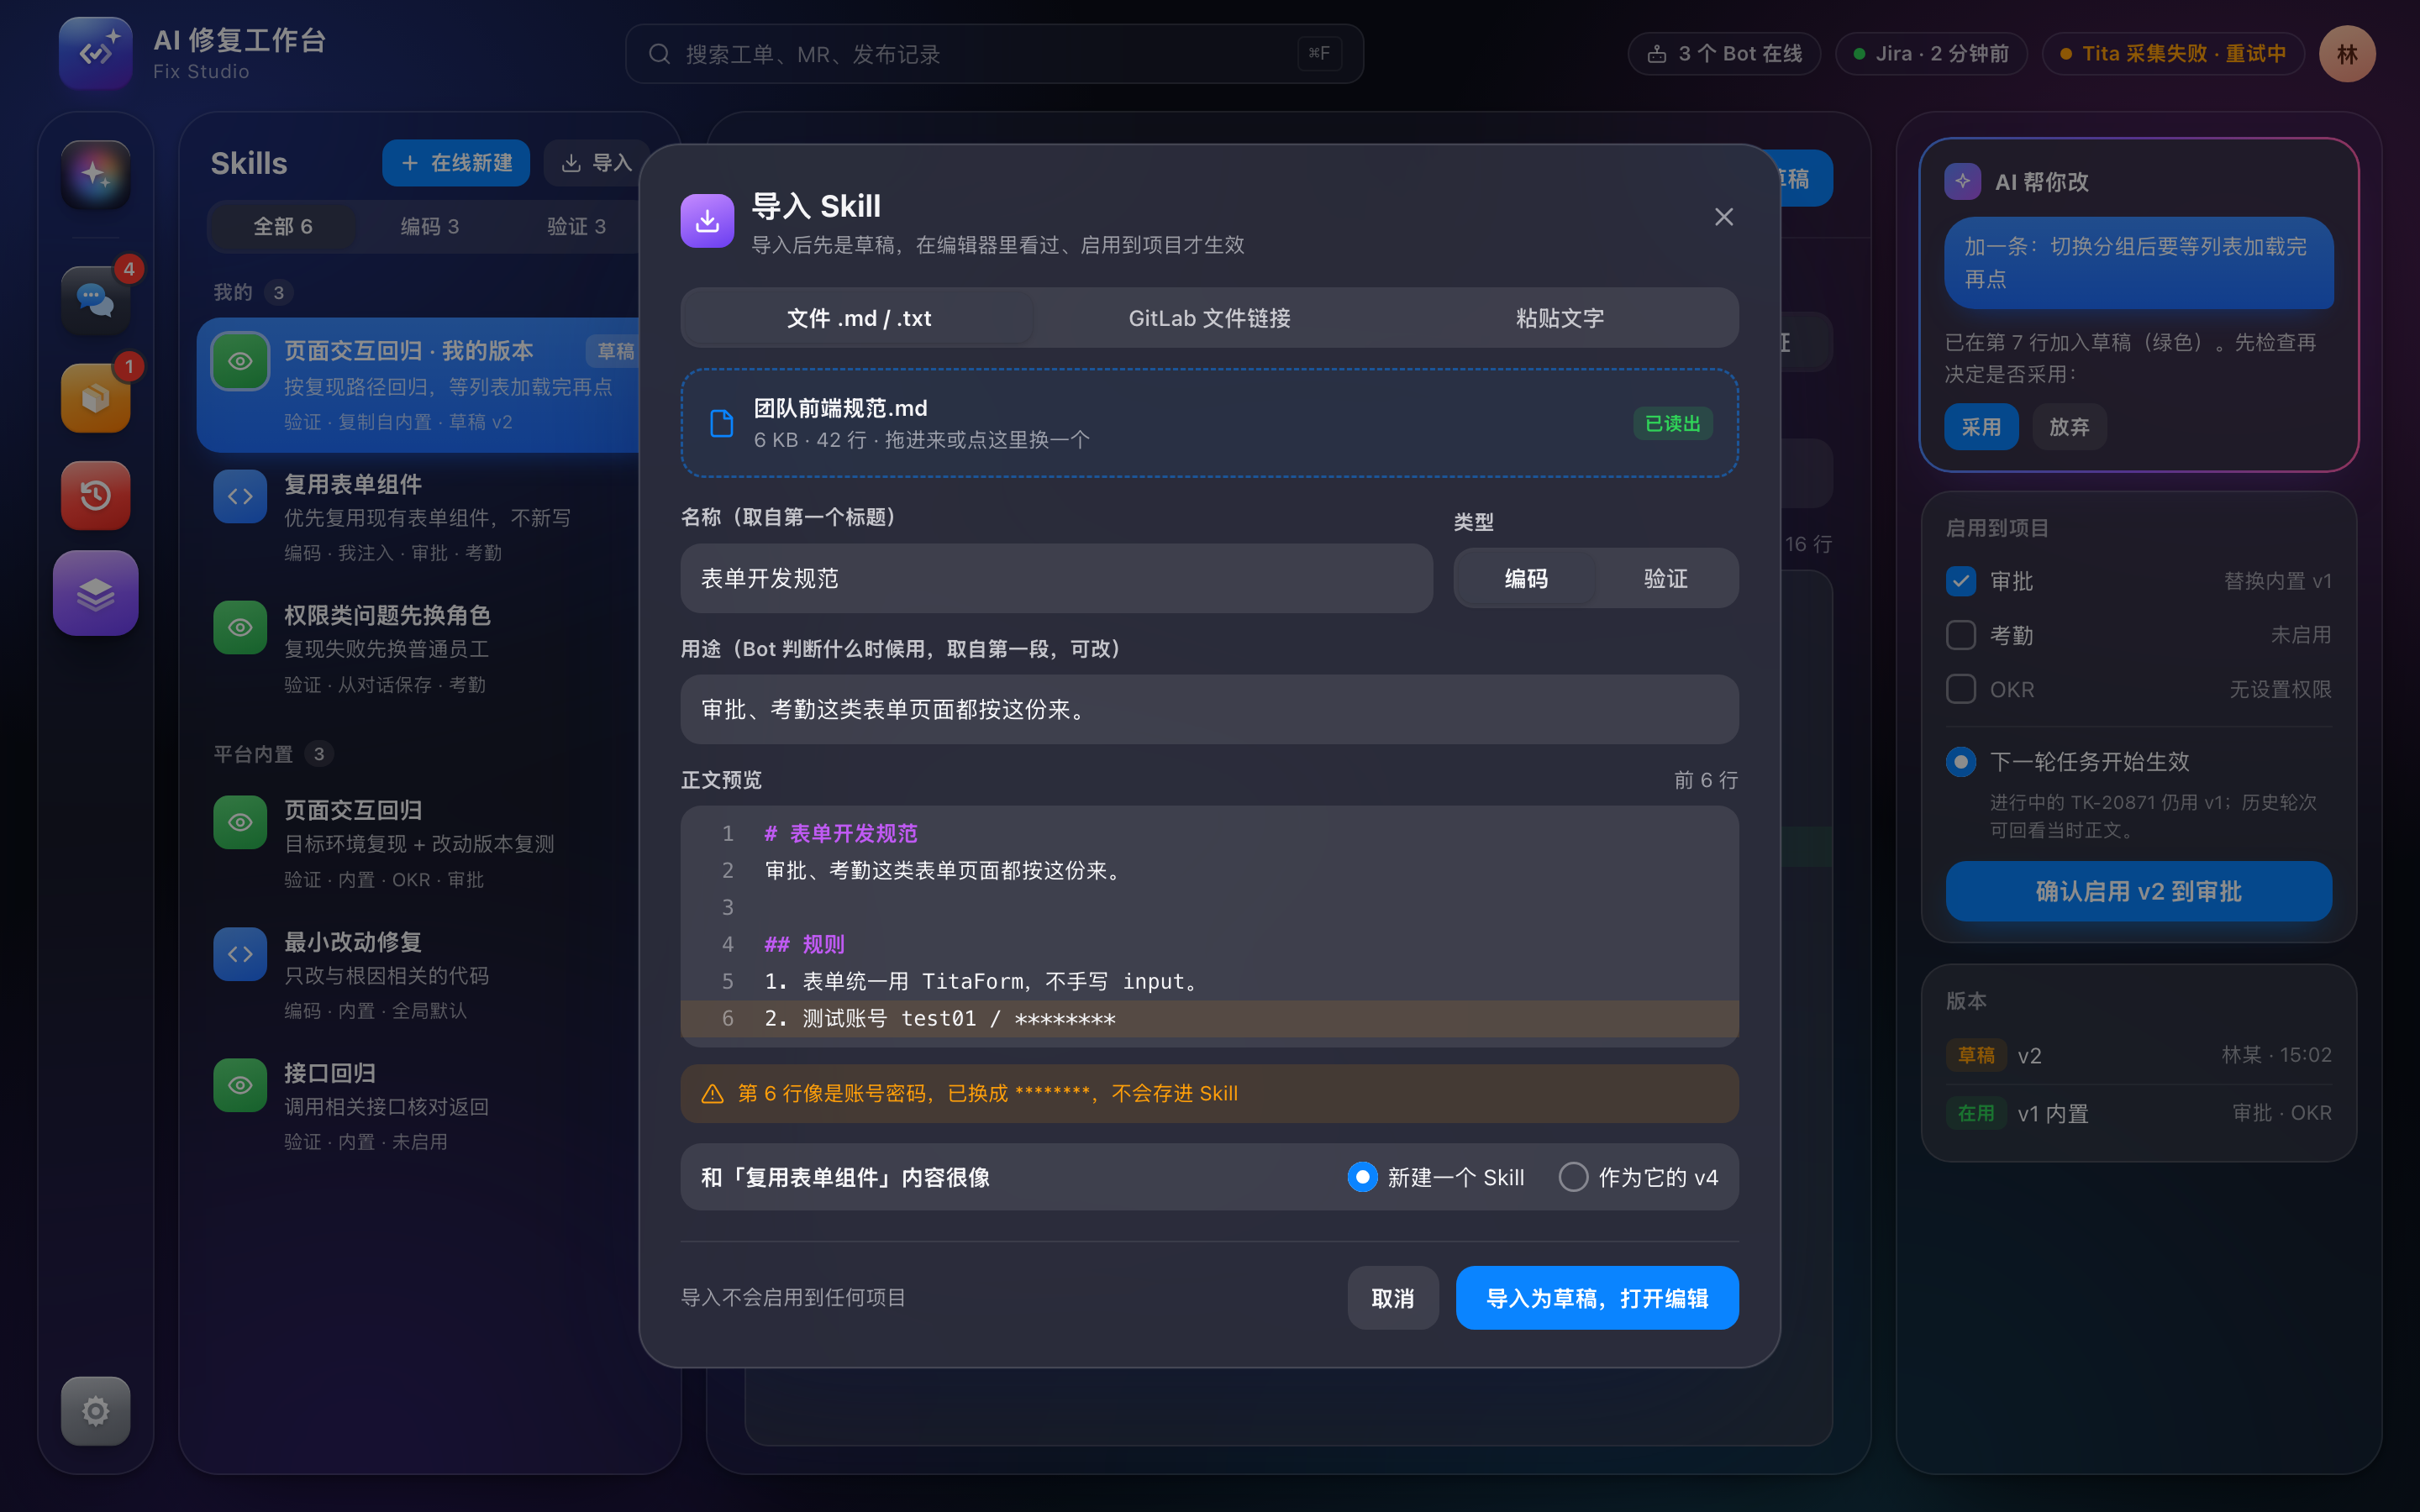 AI 修复工作台
Fix Studio
搜索工单、MR、发布记录
⌘F
3 个 Bot 在线
Jira · 2 分钟前
Tita 采集失败 · 重试中
林
4
1
Skills
在线新建
导入
全部 6
编码 3
验证 3
我的 3
页面交互回归 · 我的版本
草稿
按复现路径回归，等列表加载完再点
验证 · 复制自内置 · 草稿 v2
复用表单组件
优先复用现有表单组件，不新写
编码 · 我注入 · 审批 · 考勤
权限类问题先换角色
复现失败先换普通员工
验证 · 从对话保存 · 考勤
平台内置 3
页面交互回归
目标环境复现 + 改动版本复测
验证 · 内置 · OKR · 审批
最小改动修复
只改与根因相关的代码
编码 · 内置 · 全局默认
接口回归
调用相关接口核对返回
验证 · 内置 · 未启用
导入 Skill
导入后先是草稿，在编辑器里看过、启用到项目才生效
文件 .md / .txt
GitLab 文件链接
粘贴文字
团队前端规范.md
6 KB · 42 行 · 拖进来或点这里换一个
已读出
名称（取自第一个标题）
类型
表单开发规范
编码
验证
用途（Bot 判断什么时候用，取自第一段，可改）
审批、考勤这类表单页面都按这份来。
正文预览
前 6 行
1 # 表单开发规范
2 审批、考勤这类表单页面都按这份来。
3
4 ## 规则
5 1. 表单统一用 TitaForm，不手写 input。
6 2. 测试账号 test01 / ********
第 6 行像是账号密码，已换成 ********，不会存进 Skill
和「复用表单组件」内容很像
新建一个 Skill
作为它的 v4
导入不会启用到任何项目
取消
导入为草稿，打开编辑
草稿
16 行
AI 帮你改
加一条：切换分组后要等列表加载完
再点
已在第 7 行加入草稿（绿色）。先检查再
决定是否采用：
采用
放弃
启用到项目
审批
替换内置 v1
考勤
未启用
OKR
无设置权限
下一轮任务开始生效
进行中的 TK-20871 仍用 v1；历史轮次
可回看当时正文。
确认启用 v2 到审批
版本
草稿 v2
林某 · 15:02
在用 v1 内置
审批 · OKR